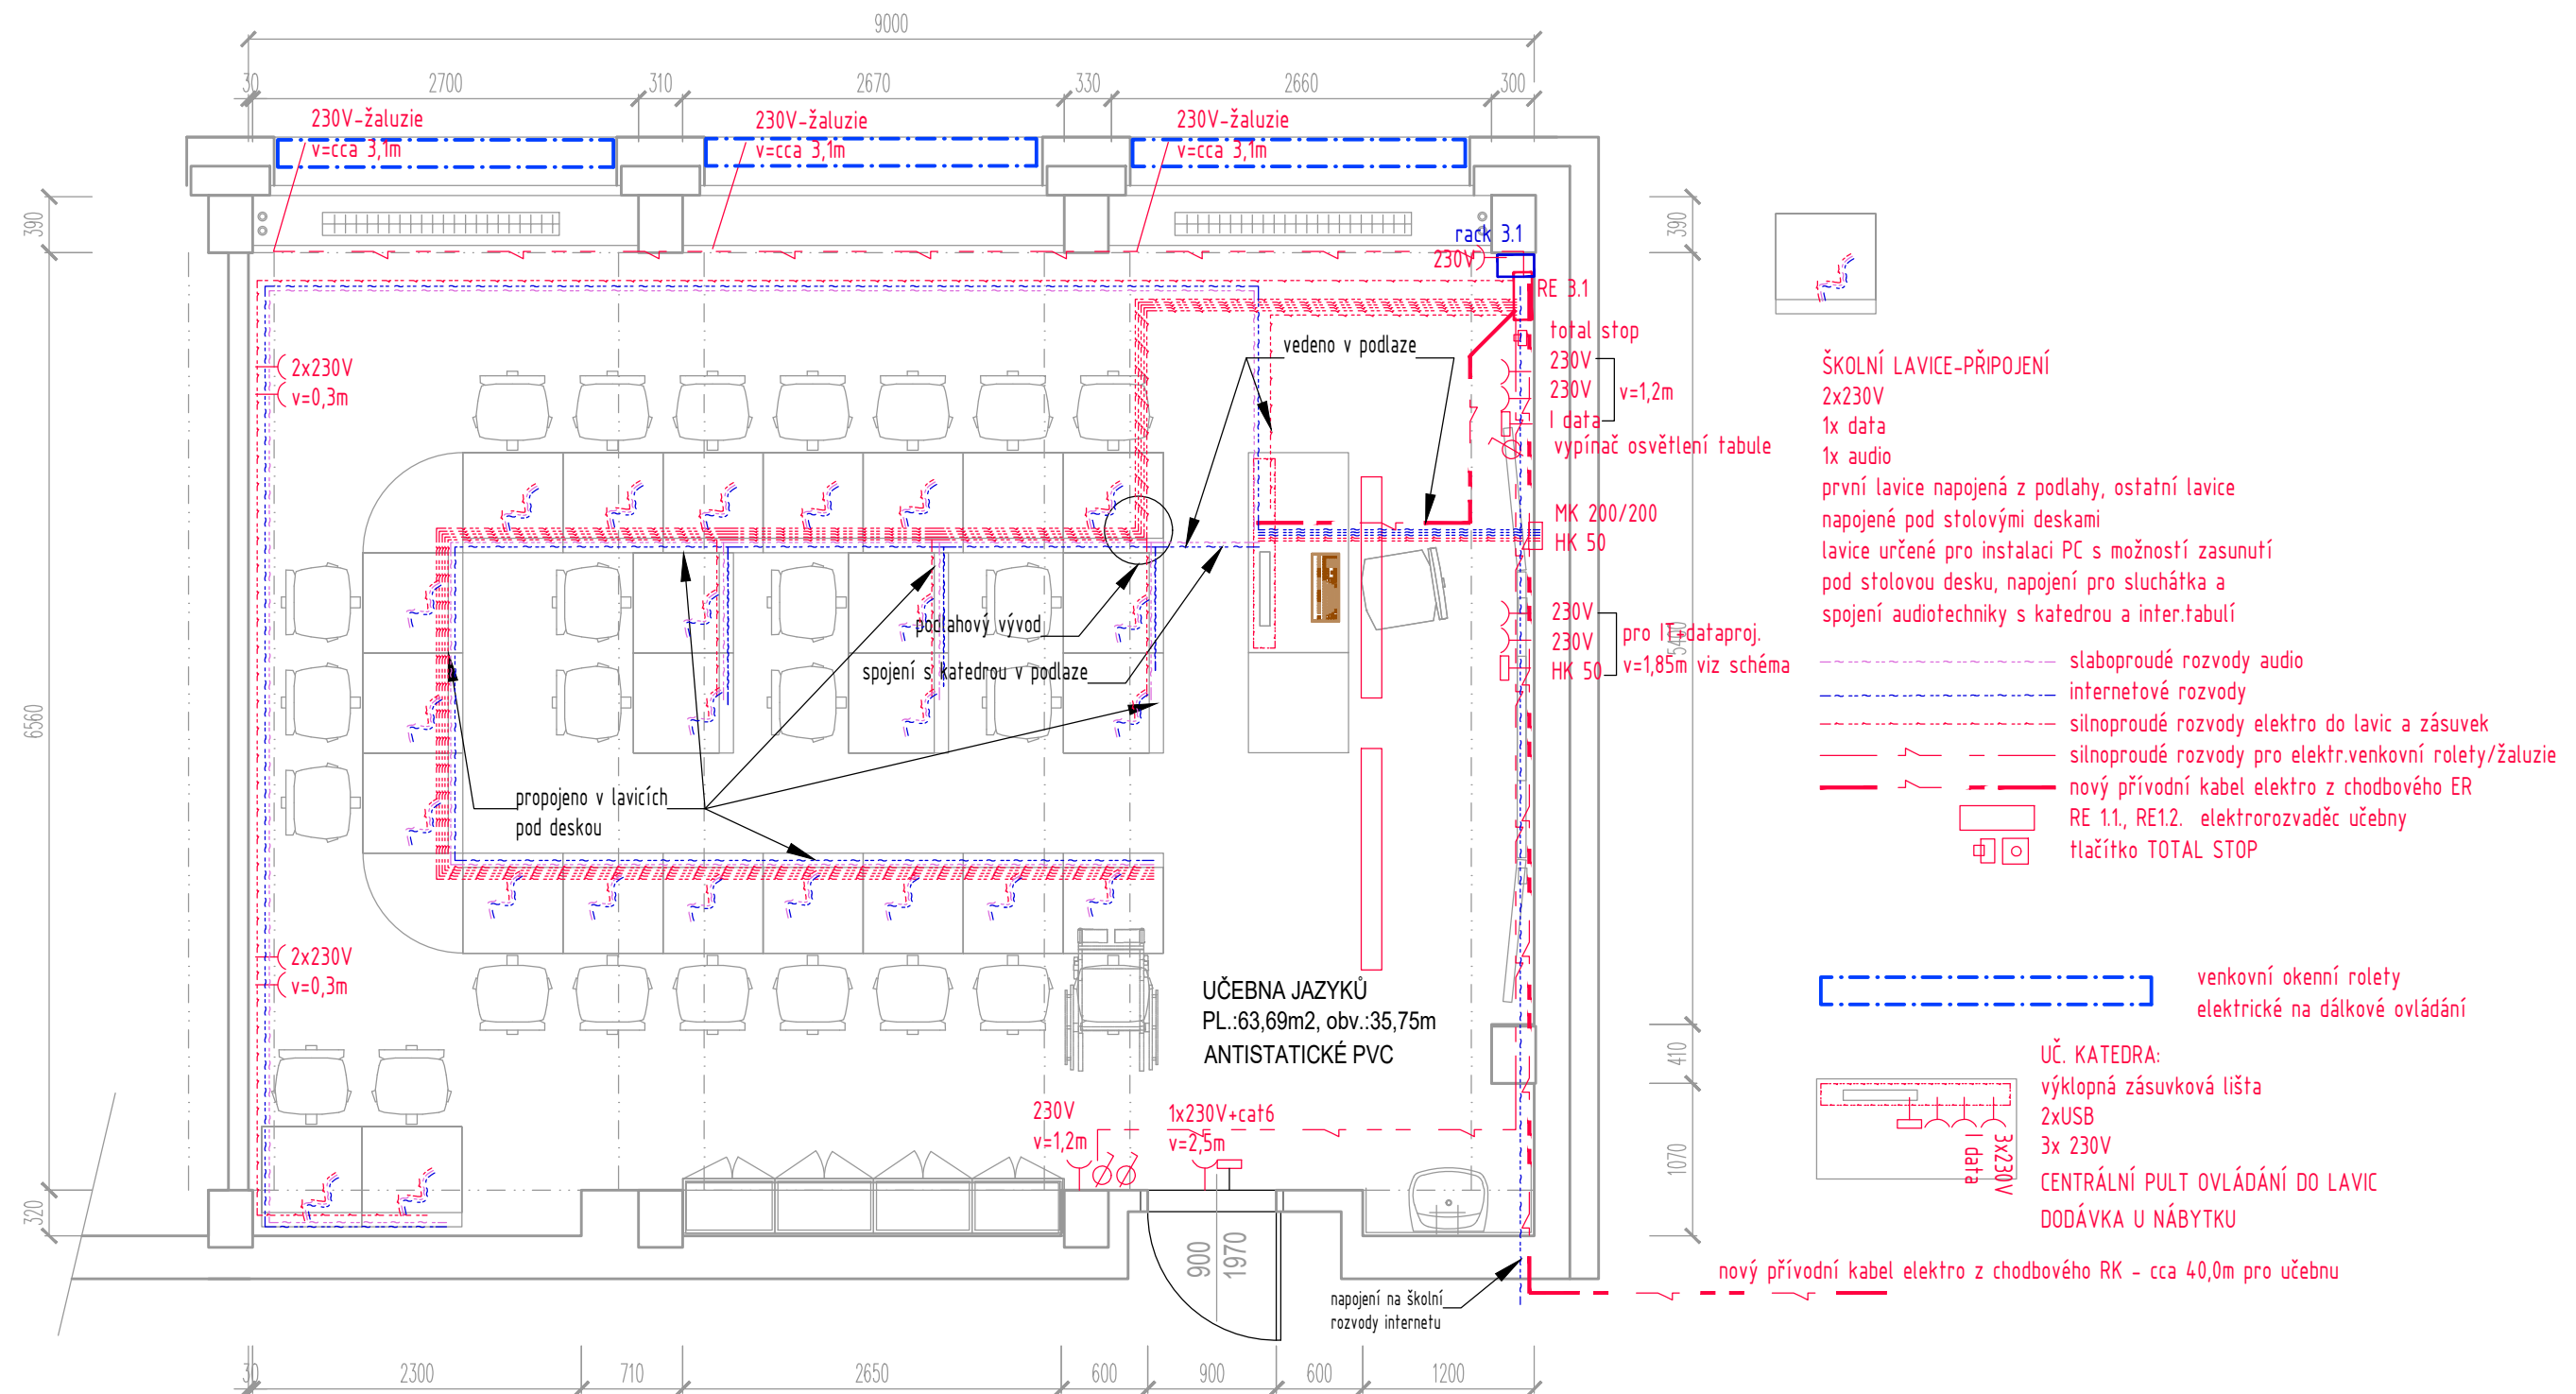 9000
30
2700
310
2670
330
2660
300
230V-žaluzie
v=cca 3,1m
230V-žaluzie
v=cca 3,1m
230V-žaluzie
v=cca 3,1m
390
390
rack 3.1
230V
RE 3.1
total stop
230V
230V
v=1,2m
I data
vypínač osvětlení tabule
vedeno v podlaze
2x230V
v=0,3m
MK 200/200
HK 50
230V
230V
HK 50
pro IT+dataproj.
v=1,85m viz schéma
5400
6560
podlahový vývod
spojení s katedrou v podlaze
propojeno v lavicích
pod deskou
2x230V
v=0,3m
UČEBNA JAZYKŮ
PL.:63,69m2, obv.:35,75m
ANTISTATICKÉ PVC
230V
v=1,2m
1x230V+cat6
v=2,5m
410
1070
320
900
1970
napojení na školní
rozvody internetu
30
2300
710
2650
600
900
600
1200
ŠKOLNÍ LAVICE-PŘIPOJENÍ
2x230V
1x data
1x audio
první lavice napojená z podlahy, ostatní lavice
napojené pod stolovými deskami
lavice určené pro instalaci PC s možností zasunutí
pod stolovou desku, napojení pro sluchátka a
spojení audiotechniky s katedrou a inter.tabulí
slaboproudé rozvody audio
internetové rozvody
silnoproudé rozvody elektro do lavic a zásuvek
silnoproudé rozvody pro elektr.venkovní rolety/žaluzie
nový přívodní kabel elektro z chodbového ER
RE 1.1., RE1.2. elektrorozvaděc učebny
tlačítko TOTAL STOP
venkovní okenní rolety
elektrické na dálkové ovládání
UČ. KATEDRA:
výklopná zásuvková lišta
2xUSB
3x 230V
CENTRÁLNÍ PULT OVLÁDÁNÍ DO LAVIC
DODÁVKA U NÁBYTKU
I data
3x230V
nový přívodní kabel elektro z chodbového RK - cca 40,0m pro učebnu